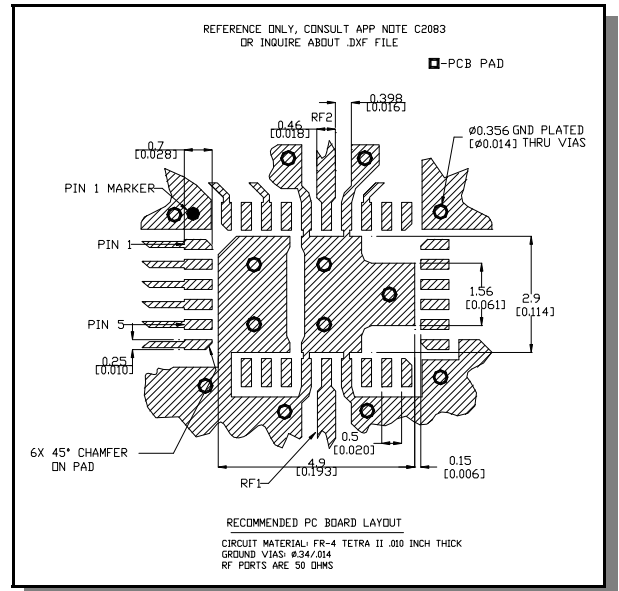 REFERENCE ONLY, CONSULT APP NOTE C2083
OR INQUIRE ABOUT .DXF FILE
-PCB PAD
0.398
[0.016]
RF2
0.46
[0.018]
Ø0.356 GND PLATED
[Ø0.014] THRU VIAS
0.7
[0.028]
PIN 1 MARKER
PIN 1
1.56
[0.061]
2.9
[0.114]
PIN 5
0.25
[0.010]
0.5
[0.020]
6X 45° CHAMFER
ON PAD
4.9
[0.193]
0.15
[0.006]
RF1
RECOMMENDED PC BOARD LAYOUT
CIRCUIT MATERIAL: FR-4 TETRA II .010 INCH THICK
GROUND VIAS: Ø.34/.014
RF PORTS ARE 50 OHMS